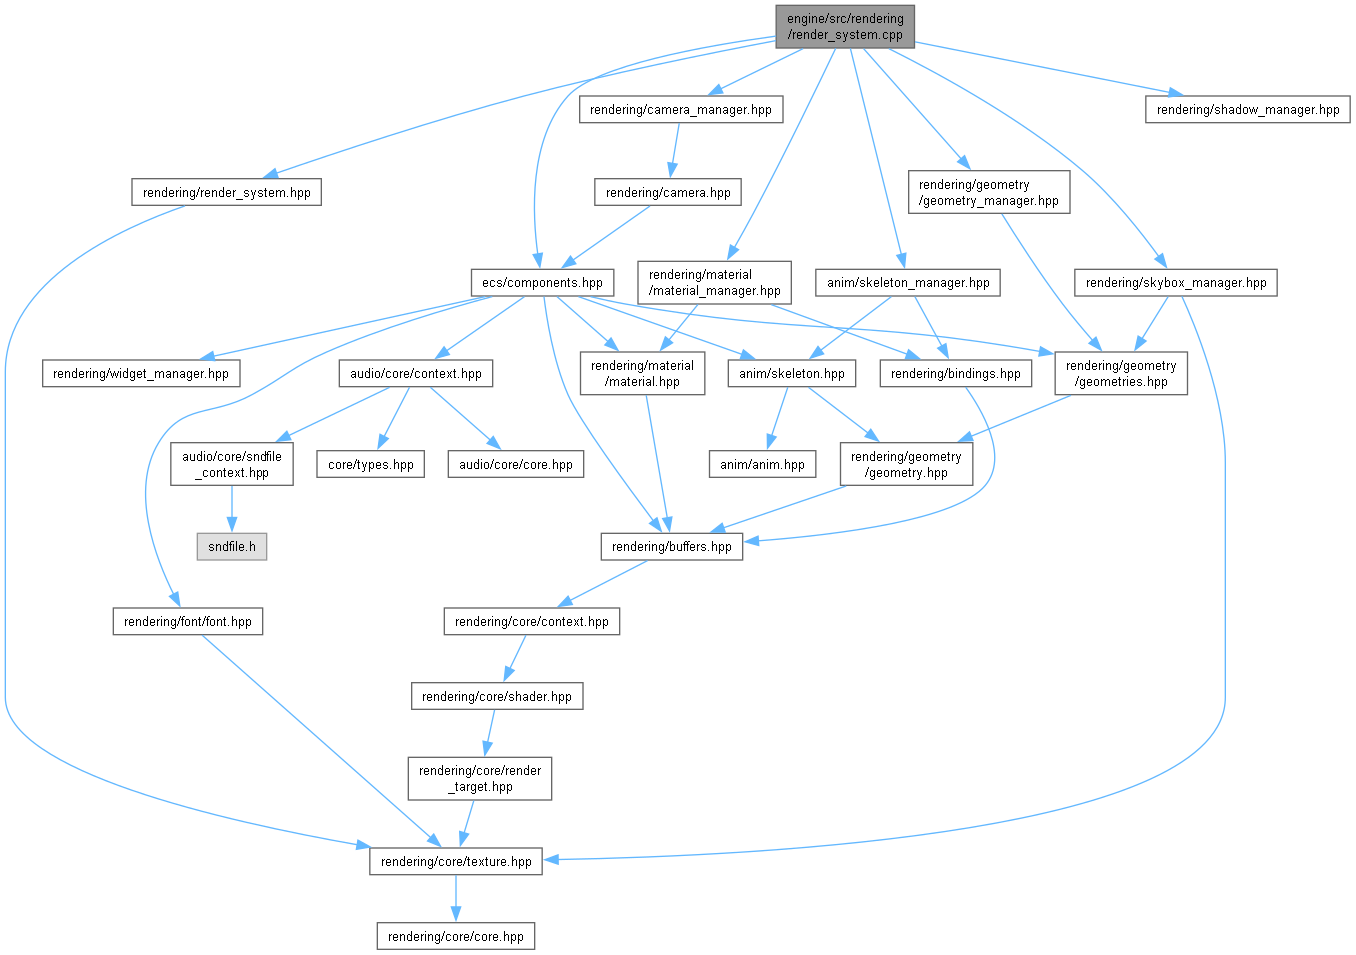 engine/src/rendering
/render_system.cpp
rendering/camera_manager.hpp
rendering/shadow_manager.hpp
rendering/render_system.hpp
rendering/camera.hpp
rendering/geometry
/geometry_manager.hpp
ecs/components.hpp
rendering/material
/material_manager.hpp
anim/skeleton_manager.hpp
rendering/skybox_manager.hpp
rendering/widget_manager.hpp
audio/core/context.hpp
rendering/material
/material.hpp
anim/skeleton.hpp
rendering/bindings.hpp
rendering/geometry
/geometries.hpp
audio/core/sndfile
_context.hpp
core/types.hpp
audio/core/core.hpp
anim/anim.hpp
rendering/geometry
/geometry.hpp
sndfile.h
rendering/buffers.hpp
rendering/font/font.hpp
rendering/core/context.hpp
rendering/core/shader.hpp
rendering/core/render
_target.hpp
rendering/core/texture.hpp
rendering/core/core.hpp